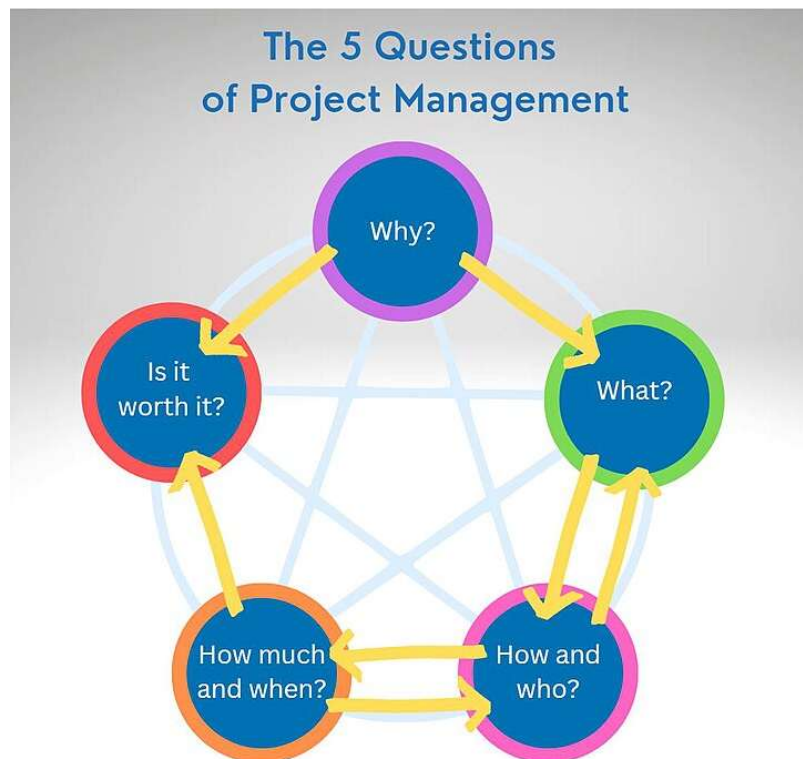 The 5 Questions
of Project Management
Why?
Is it
worth it?
What?
How much
and when?
How and
who?